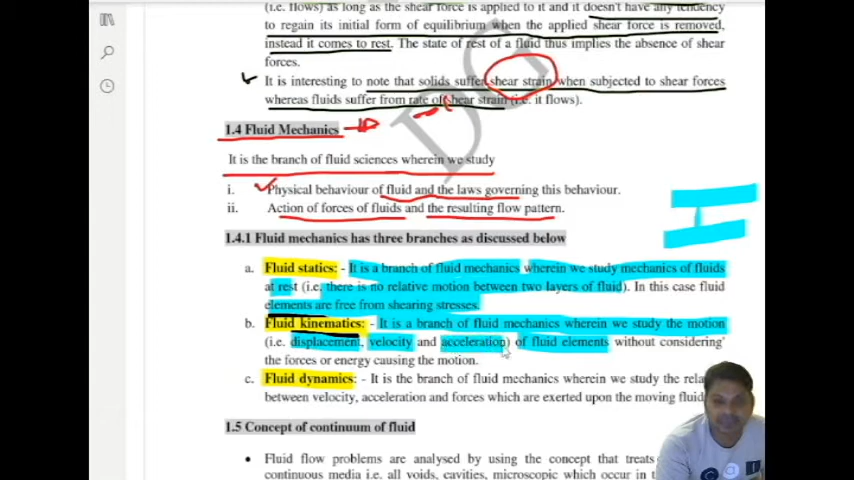 (i.e. flows) as long as the shear force is applied to it and it doesn't have any tendency
to regain its initial form of equilibrium when the applied shear force is removed,
instead it comes to rest. The state of rest of a fluid thus implies the absence of shear
forces.
It is interesting to note that solids suffer shear strain when subjected to shear forces
whereas fluids suffer from rate of shear strain (i.e. it flows).
1.4 Fluid Mechanics
It is the branch of fluid sciences wherein we study
i. Physical behaviour of fluid and the laws governing this behaviour.
ii. Action of forces of fluids and the resulting flow pattern.
1.4.1 Fluid mechanics has three branches as discussed below
a. Fluid statics: - It is a branch of fluid mechanics wherein we study mechanics of fluids
at rest (i.e. there is no relative motion between two layers of fluid). In this case fluid
elements are free from shearing stresses.
b. Fluid kinematics: - It is a branch of fluid mechanics wherein we study the motion
(i.e. displacement, velocity and acceleration) of fluid elements without considering
the forces or energy causing the motion.
c. Fluid dynamics: - It is the branch of fluid mechanics wherein we study the rela
between velocity, acceleration and forces which are exerted upon the moving fluid
1.5 Concept of continuum of fluid
• Fluid flow problems are analysed by using the concept that treats
continuous media i.e. all voids, cavities, microscopic which occur in t